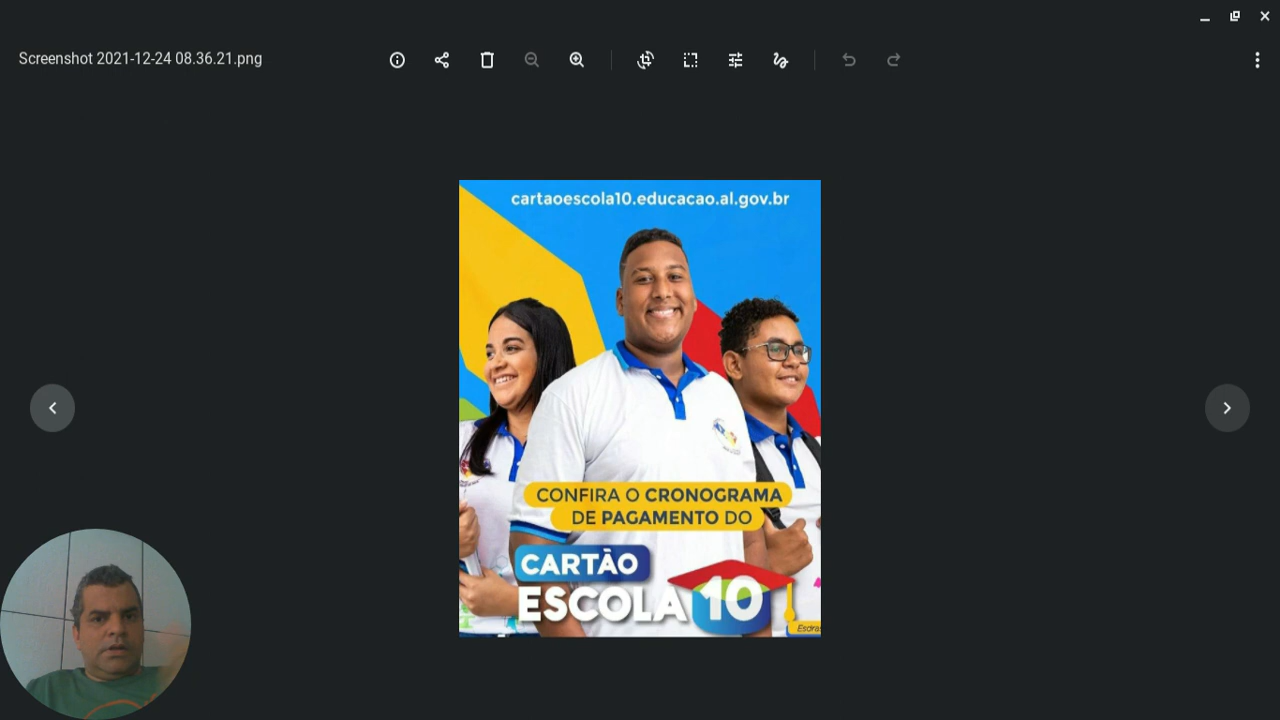 Screenshot 2021-12-24 08.36.21.png
cartaoescola10.educacao.al.gov.br
CONFIRA O CRONOGRAMA
DE PAGAMENTO DO
CARTÃO
ESCOLA 10